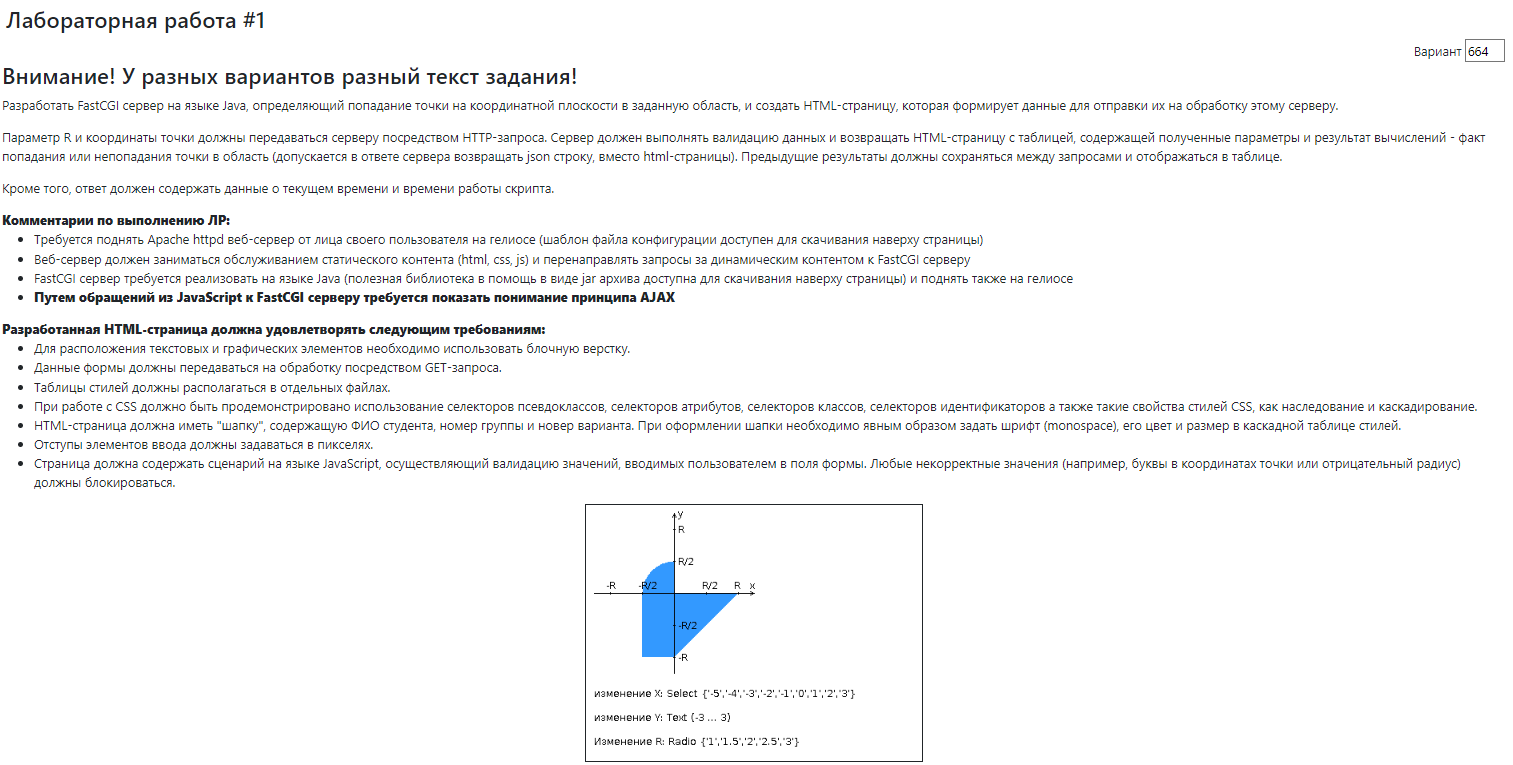 Лабораторная работа #1
Вариант 664
Внимание! У разных вариантов разный текст задания!
Разработать FastCGI сервер на языке Java, определяющий попадание точки на координатной плоскости в заданную область, и создать HTML-страницу, которая формирует данные для отправки их на обработку этому серверу.
Параметр R и координаты точки должны передаваться серверу посредством HTTP-запроса. Сервер должен выполнять валидацию данных и возвращать HTML-страницу с таблицей, содержащей полученные параметры и результат вычислений - факт
попадания или непопадания точки в область (допускается в ответе сервера возвращать json строку, вместо html-страницы). Предыдущие результаты должны сохраняться между запросами и отображаться в таблице.
Кроме того, ответ должен содержать данные о текущем времени и времени работы скрипта.
Комментарии по выполнению ЛР:
• Требуется поднять Apache httpd веб-сервер от лица своего пользователя на гелиосе (шаблон файла конфигурации доступен для скачивания наверху страницы)
• Веб-сервер должен заниматься обслуживанием статического контента (html, css, js) и перенаправлять запросы за динамическим контентом к FastCGI серверу
• FastCGI сервер требуется реализовать на языке Java (полезная библиотека в помощь в виде jar архива доступна для скачивания наверху страницы) и поднять также на гелиосе
• Путем обращений из JavaScript к FastCGI серверу требуется показать понимание принципа AJAX
Разработанная HTML-страница должна удовлетворять следующим требованиям:
• Для расположения текстовых и графических элементов необходимо использовать блочную верстку.
• Данные формы должны передаваться на обработку посредством GET-запроса.
• Таблицы стилей должны располагаться в отдельных файлах.
• При работе с CSS должно быть продемонстрировано использование селекторов псевдоклассов, селекторов атрибутов, селекторов классов, селекторов идентификаторов а также такие свойства стилей CSS, как наследование и каскадирование.
• HTML-страница должна иметь "шапку", содержащую ФИО студента, номер группы и новер варианта. При оформлении шапки необходимо явным образом задать шрифт (monospace), его цвет и размер в каскадной таблице стилей.
• Отступы элементов ввода должны задаваться в пикселях.
• Страница должна содержать сценарий на языке JavaScript, осуществляющий валидацию значений, вводимых пользователем в поля формы. Любые некорректные значения (например, буквы в координатах точки или отрицательный радиус)
должны блокироваться.
y
R
R/2
-R -R/2 R/2 R x
-R/2
-R
изменение X: Select {'-5','-4','-3','-2','-1','0','1','2','3'}
изменение Y: Text (-3 ... 3)
Изменение R: Radio {'1','1.5','2','2.5','3'}